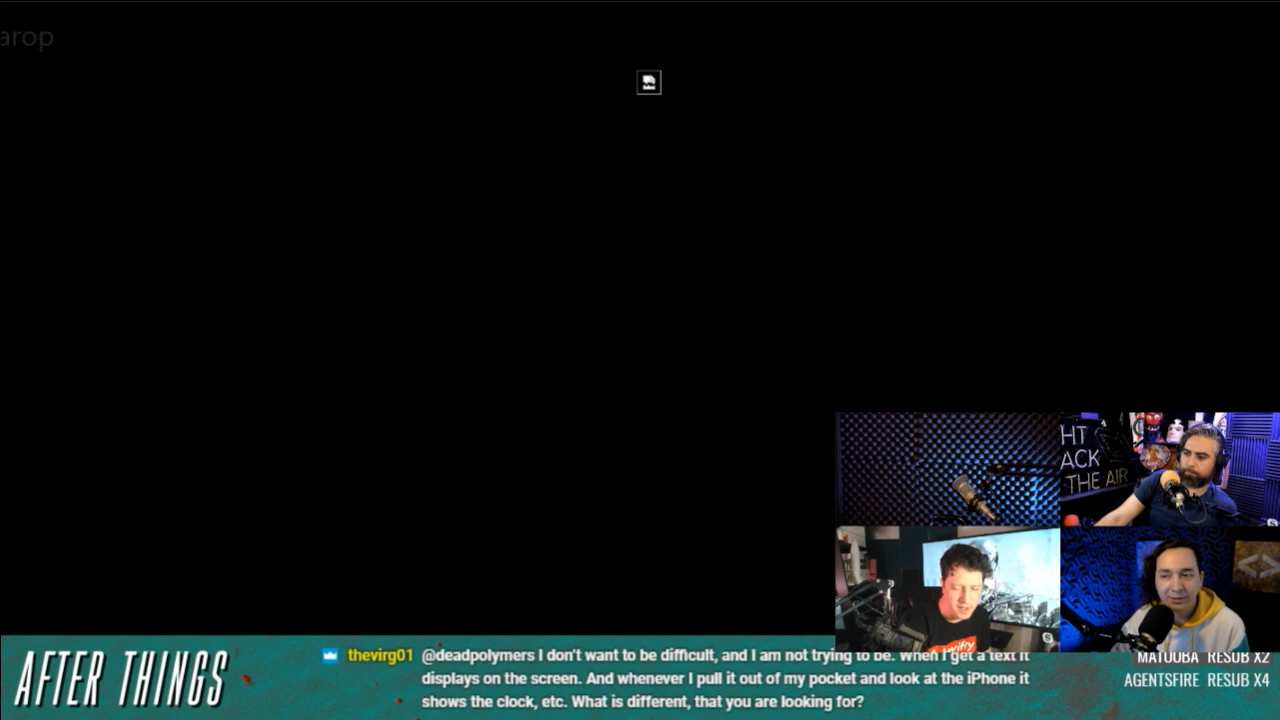 arop
HT
ACK
THE AIR
AFTER THINGS
thevirg01 @deadpolymers I don't want to be difficult, and I am not trying to be. When I get a text it
displays on the screen. And whenever I pull it out of my pocket and look at the iPhone it
shows the clock, etc. What is different, that you are looking for?
MATOOBA RESUB X2
AGENTSFIRE RESUB X4